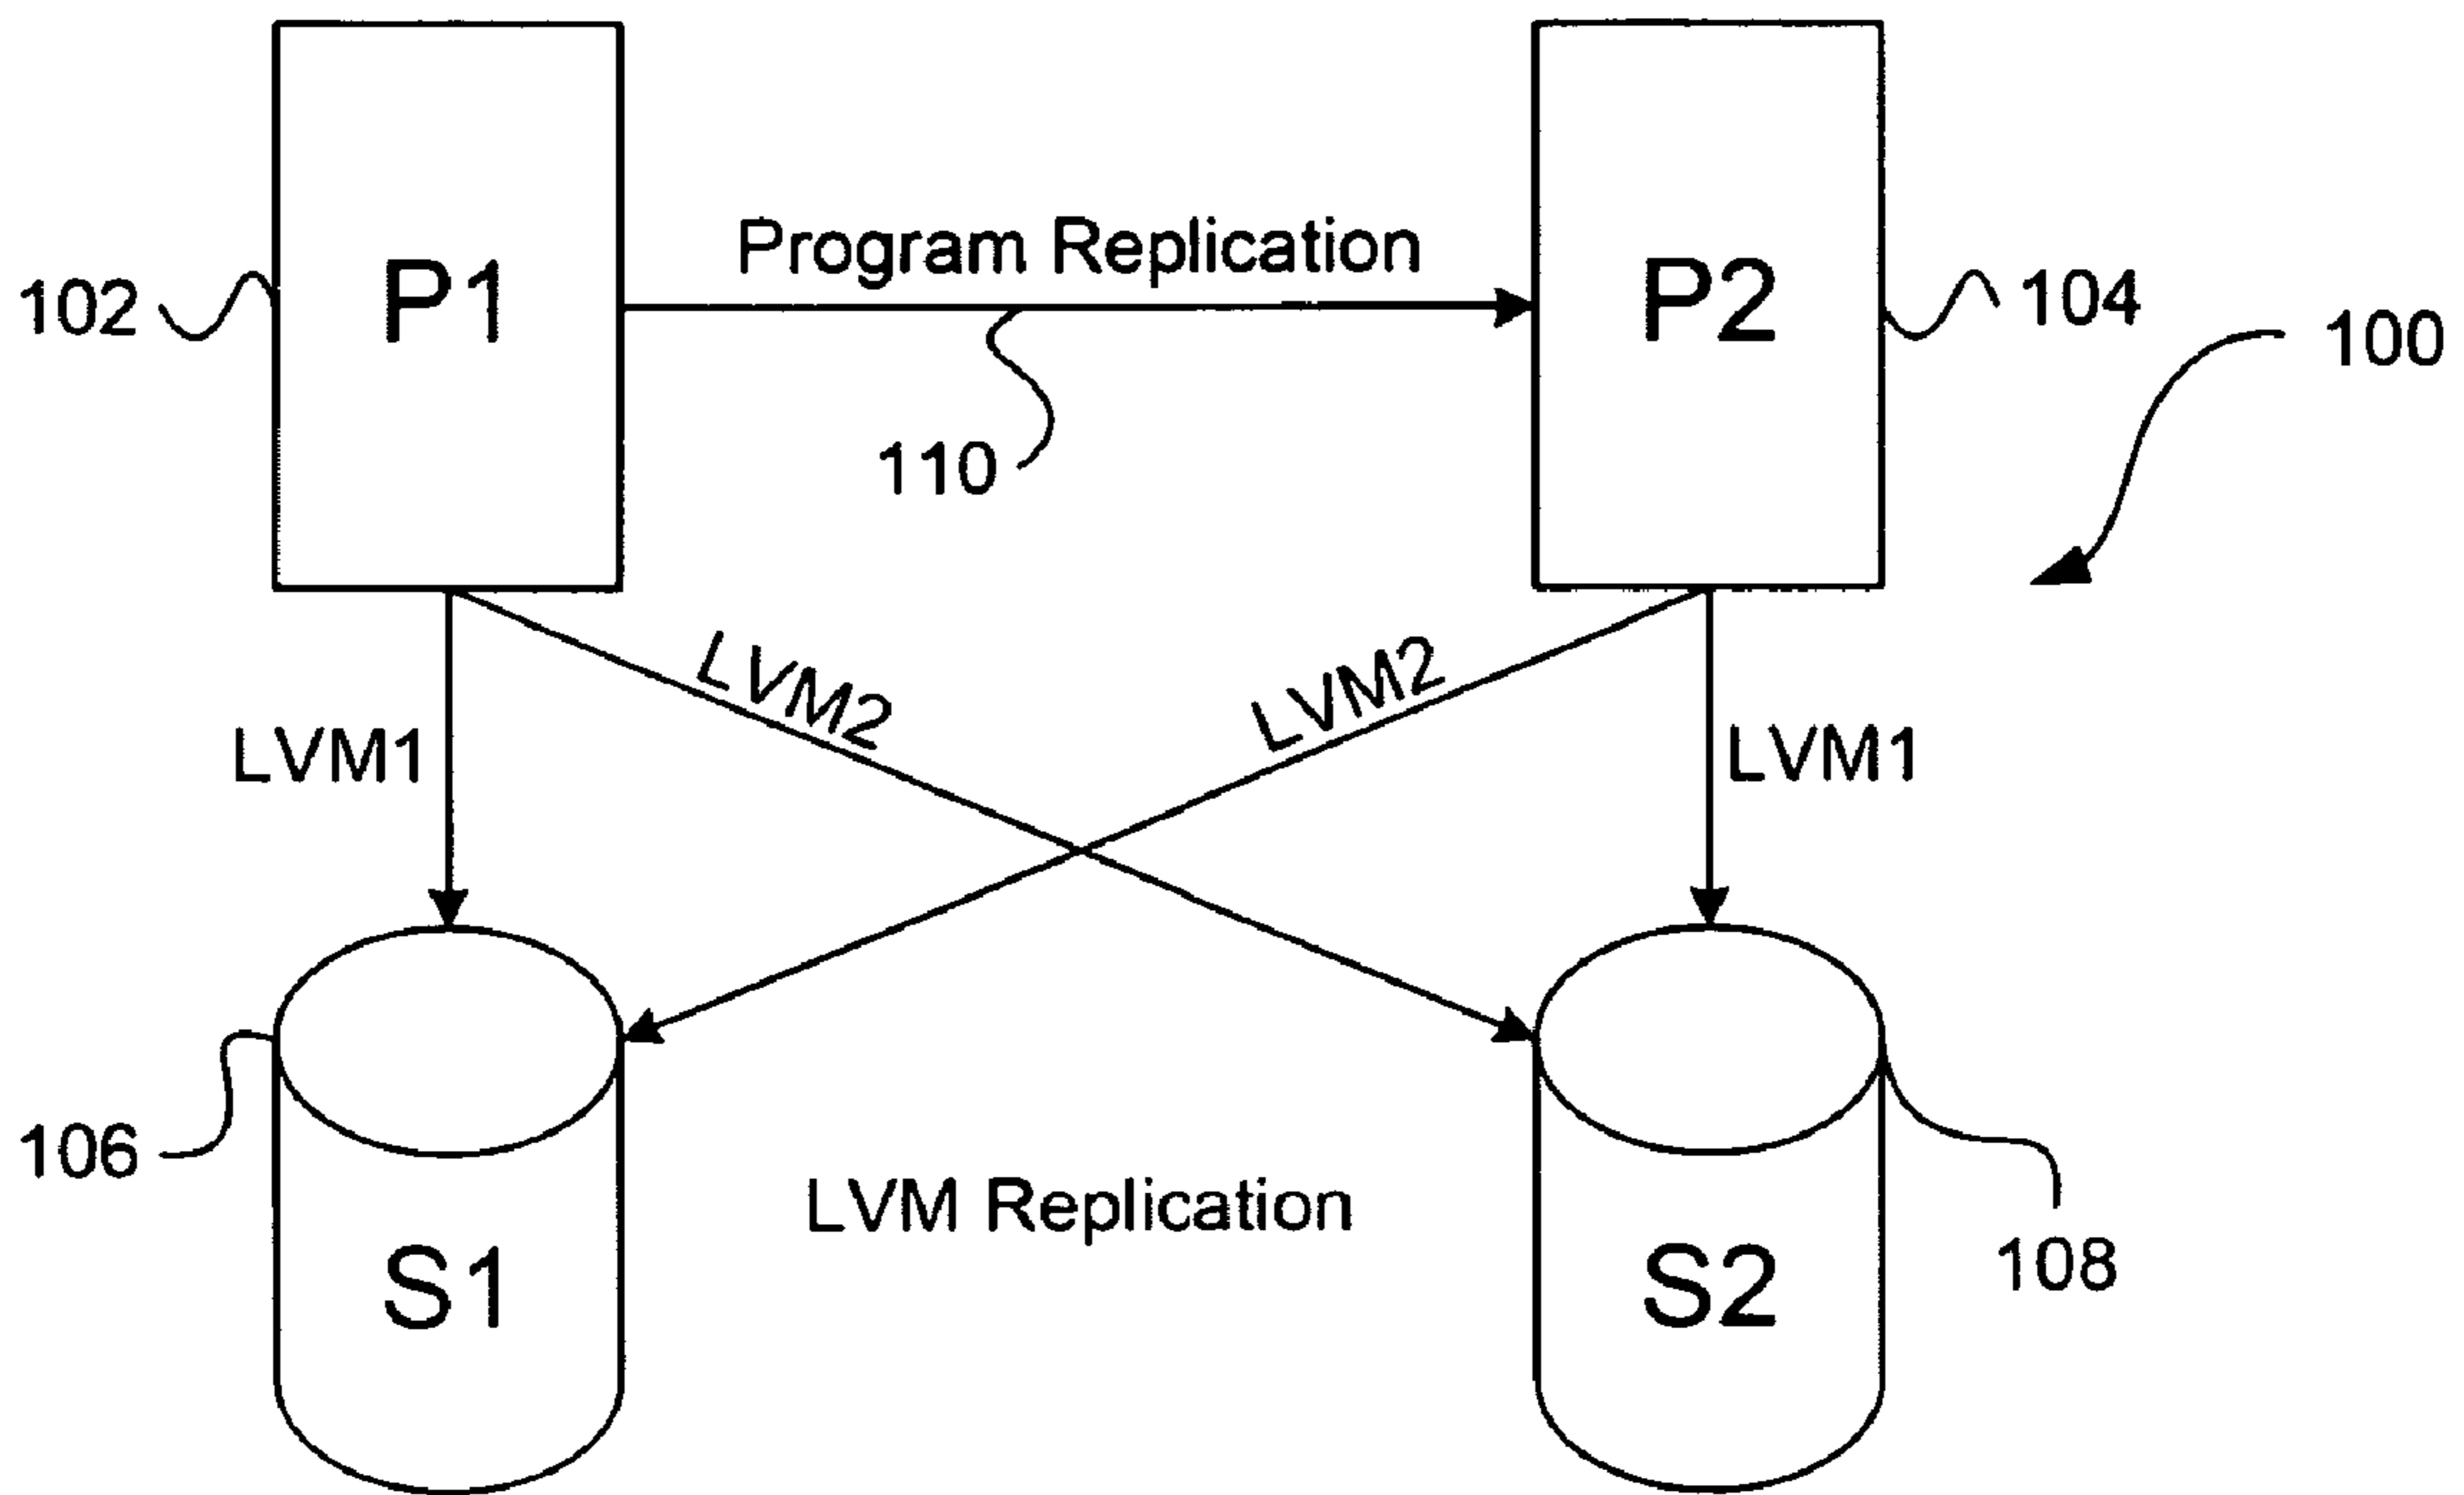 Program Replication
102
P1
P2
104
100
110
LVM2
LVM2
LVM1
LVM1
106
LVM Replication
S1
S2
108